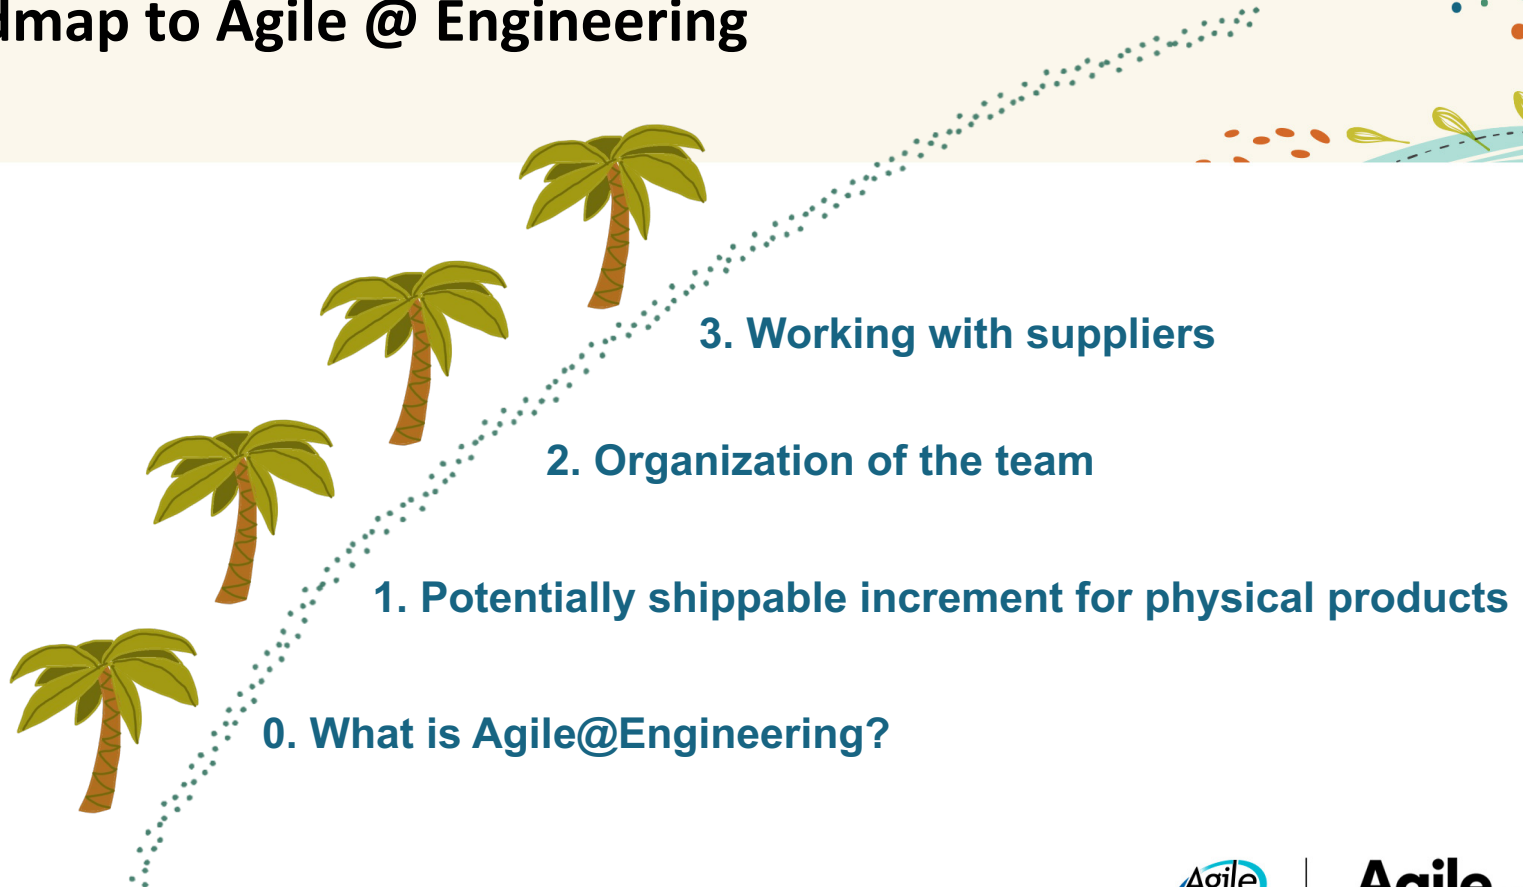 dmap to Agile @ Engineering
3. Working with suppliers
2. Organization of the team
1. Potentially shippable increment for physical products
0. What is Agile@Engineering?
Agile
Agile